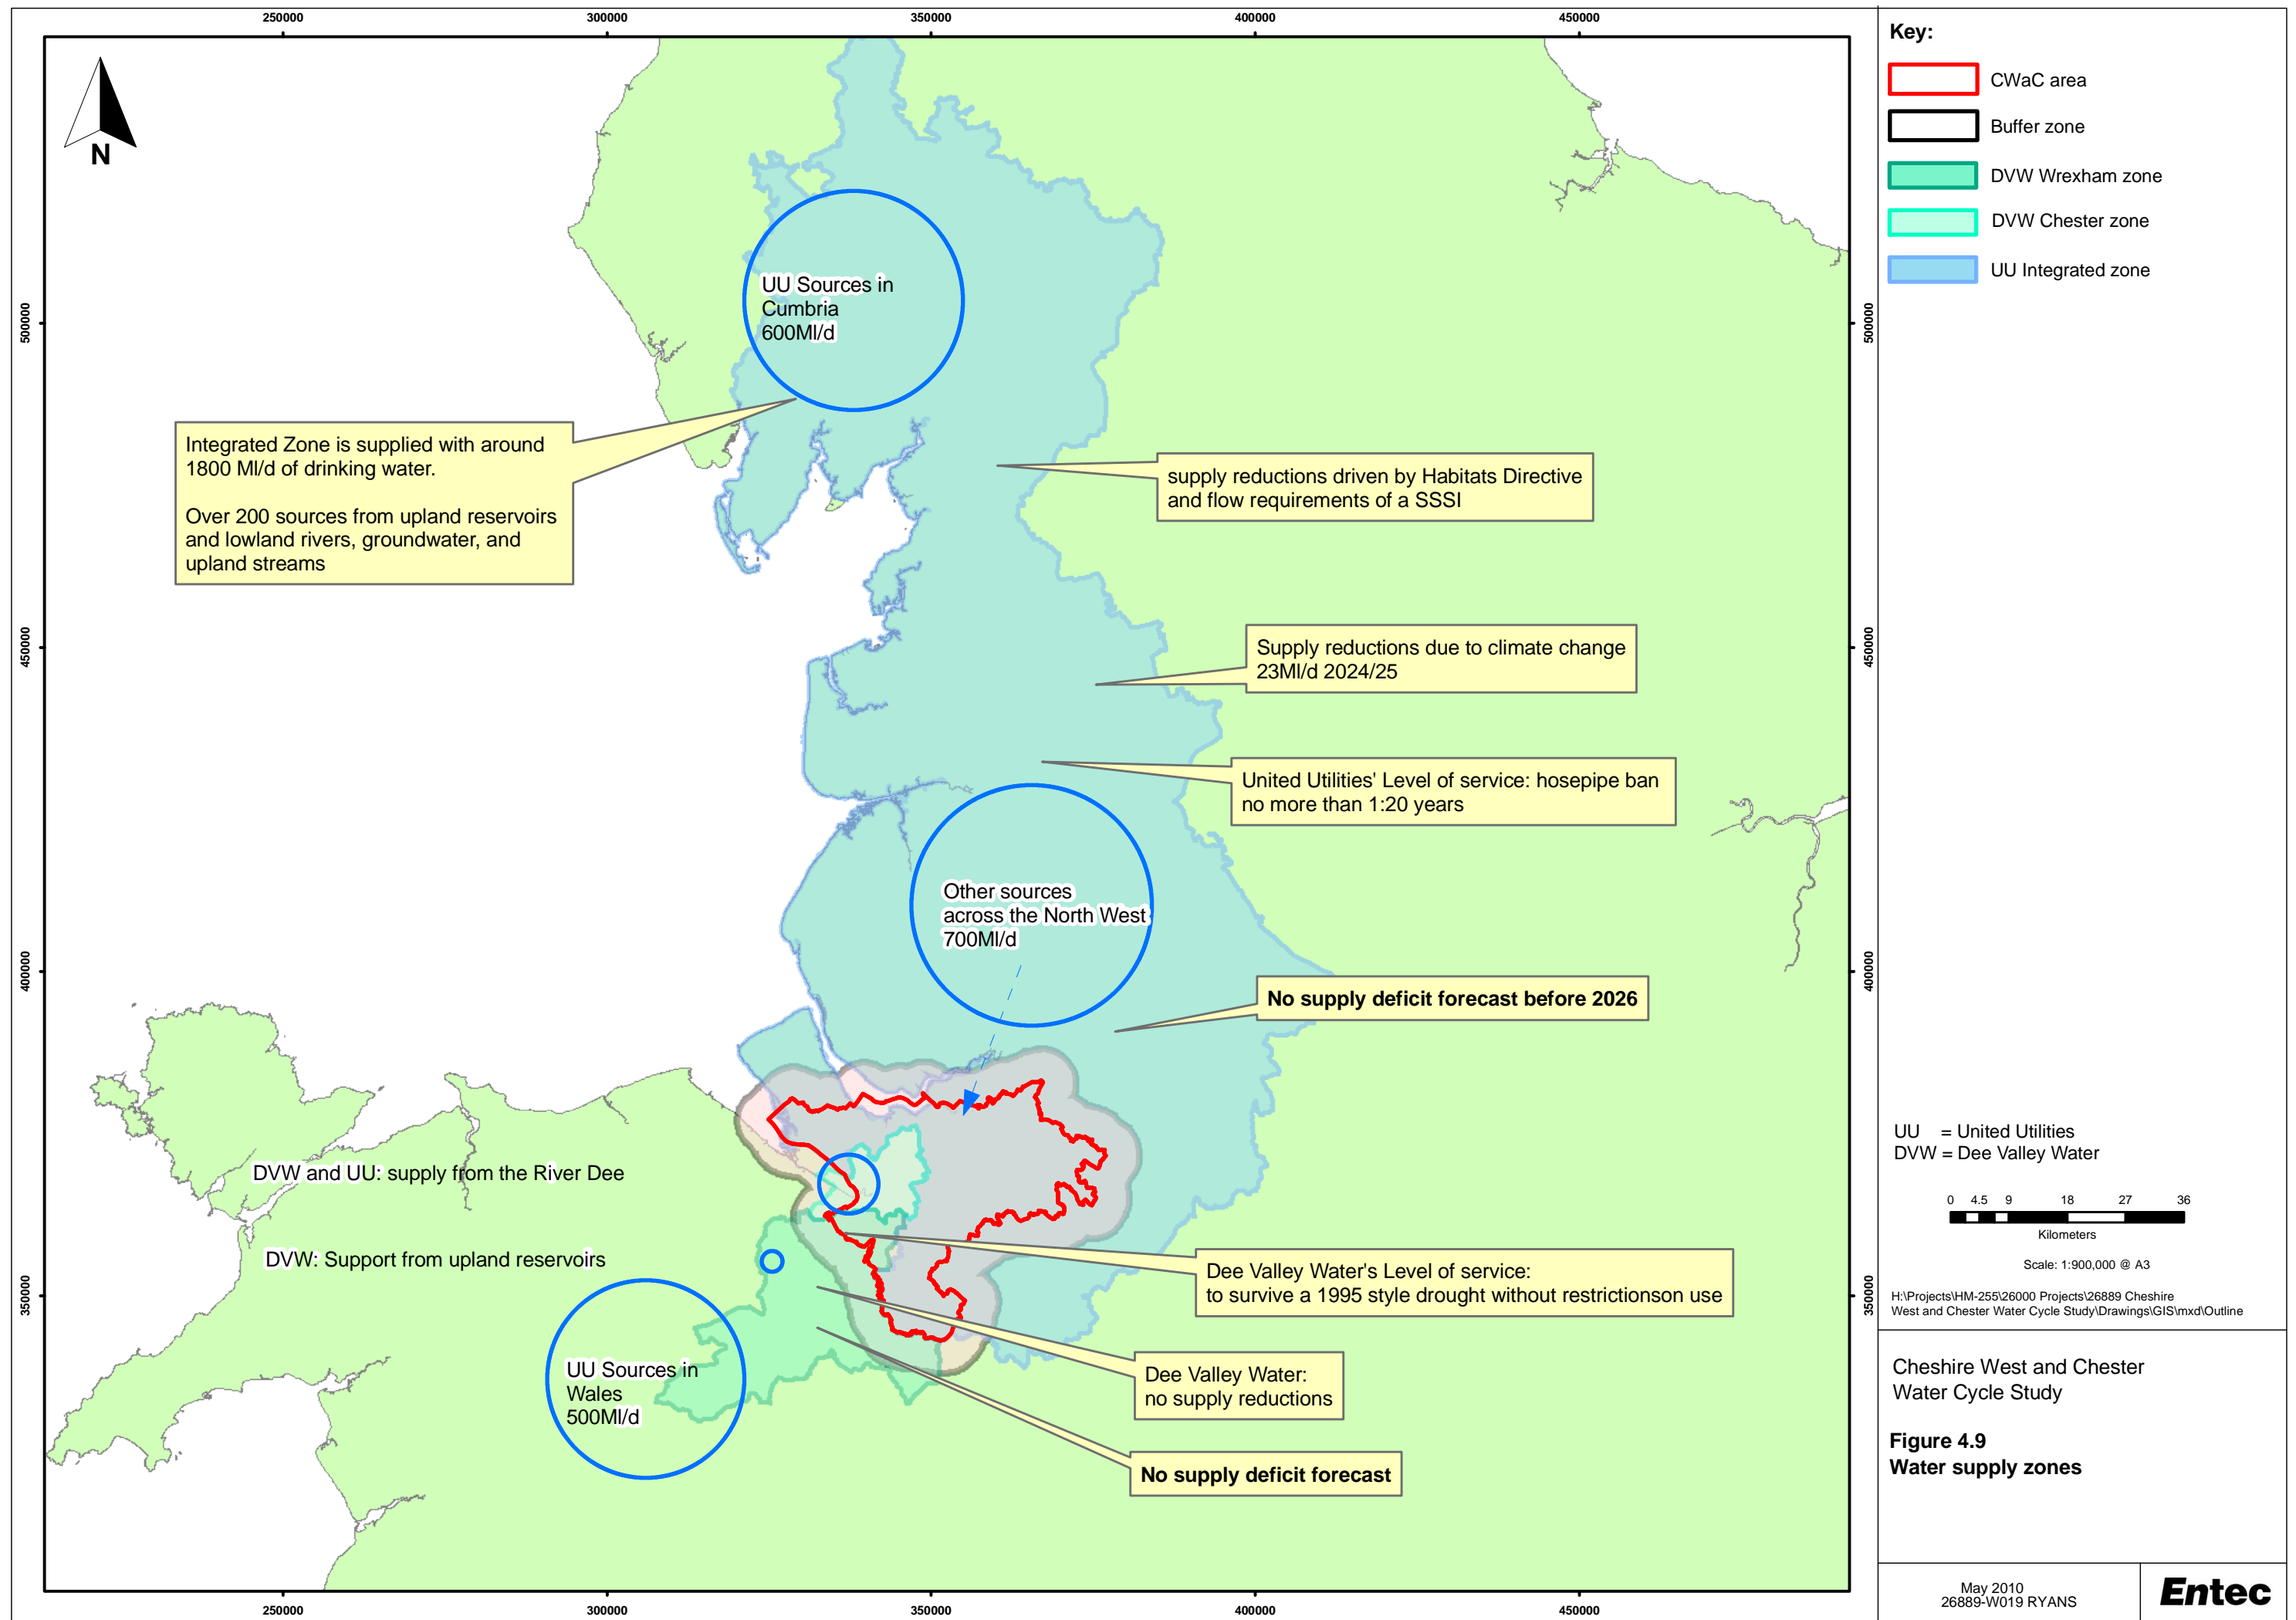 250000
300000
350000
400000
450000
N
500000
450000
400000
350000
500000
450000
400000
350000
UU Sources in
Cumbria
600Ml/d
Integrated Zone is supplied with around
1800 Ml/d of drinking water.
Over 200 sources from upland reservoirs
and lowland rivers, groundwater, and
upland streams
supply reductions driven by Habitats Directive
and flow requirements of a SSSI
Supply reductions due to climate change
23Ml/d 2024/25
United Utilities' Level of service: hosepipe ban
no more than 1:20 years
Other sources
across the North West
700Ml/d
No supply deficit forecast before 2026
DVW and UU: supply from the River Dee
DVW: Support from upland reservoirs
Dee Valley Water's Level of service:
to survive a 1995 style drought without restrictionson use
UU Sources in
Wales
500Ml/d
Dee Valley Water:
no supply reductions
No supply deficit forecast
250000
300000
350000
400000
450000
Key:
CWaC area
Buffer zone
DVW Wrexham zone
DVW Chester zone
UU Integrated zone
UU = United Utilities
DVW = Dee Valley Water
0 4.5 9 18 27 36
Kilometers
Scale: 1:900,000 @ A3
H:\Projects\HM-255\26000 Projects\26889 Cheshire
West and Chester Water Cycle Study\Drawings\GIS\mxd\Outline
Cheshire West and Chester
Water Cycle Study
Figure 4.9
Water supply zones
May 2010
26889-W019 RYANS
Entec